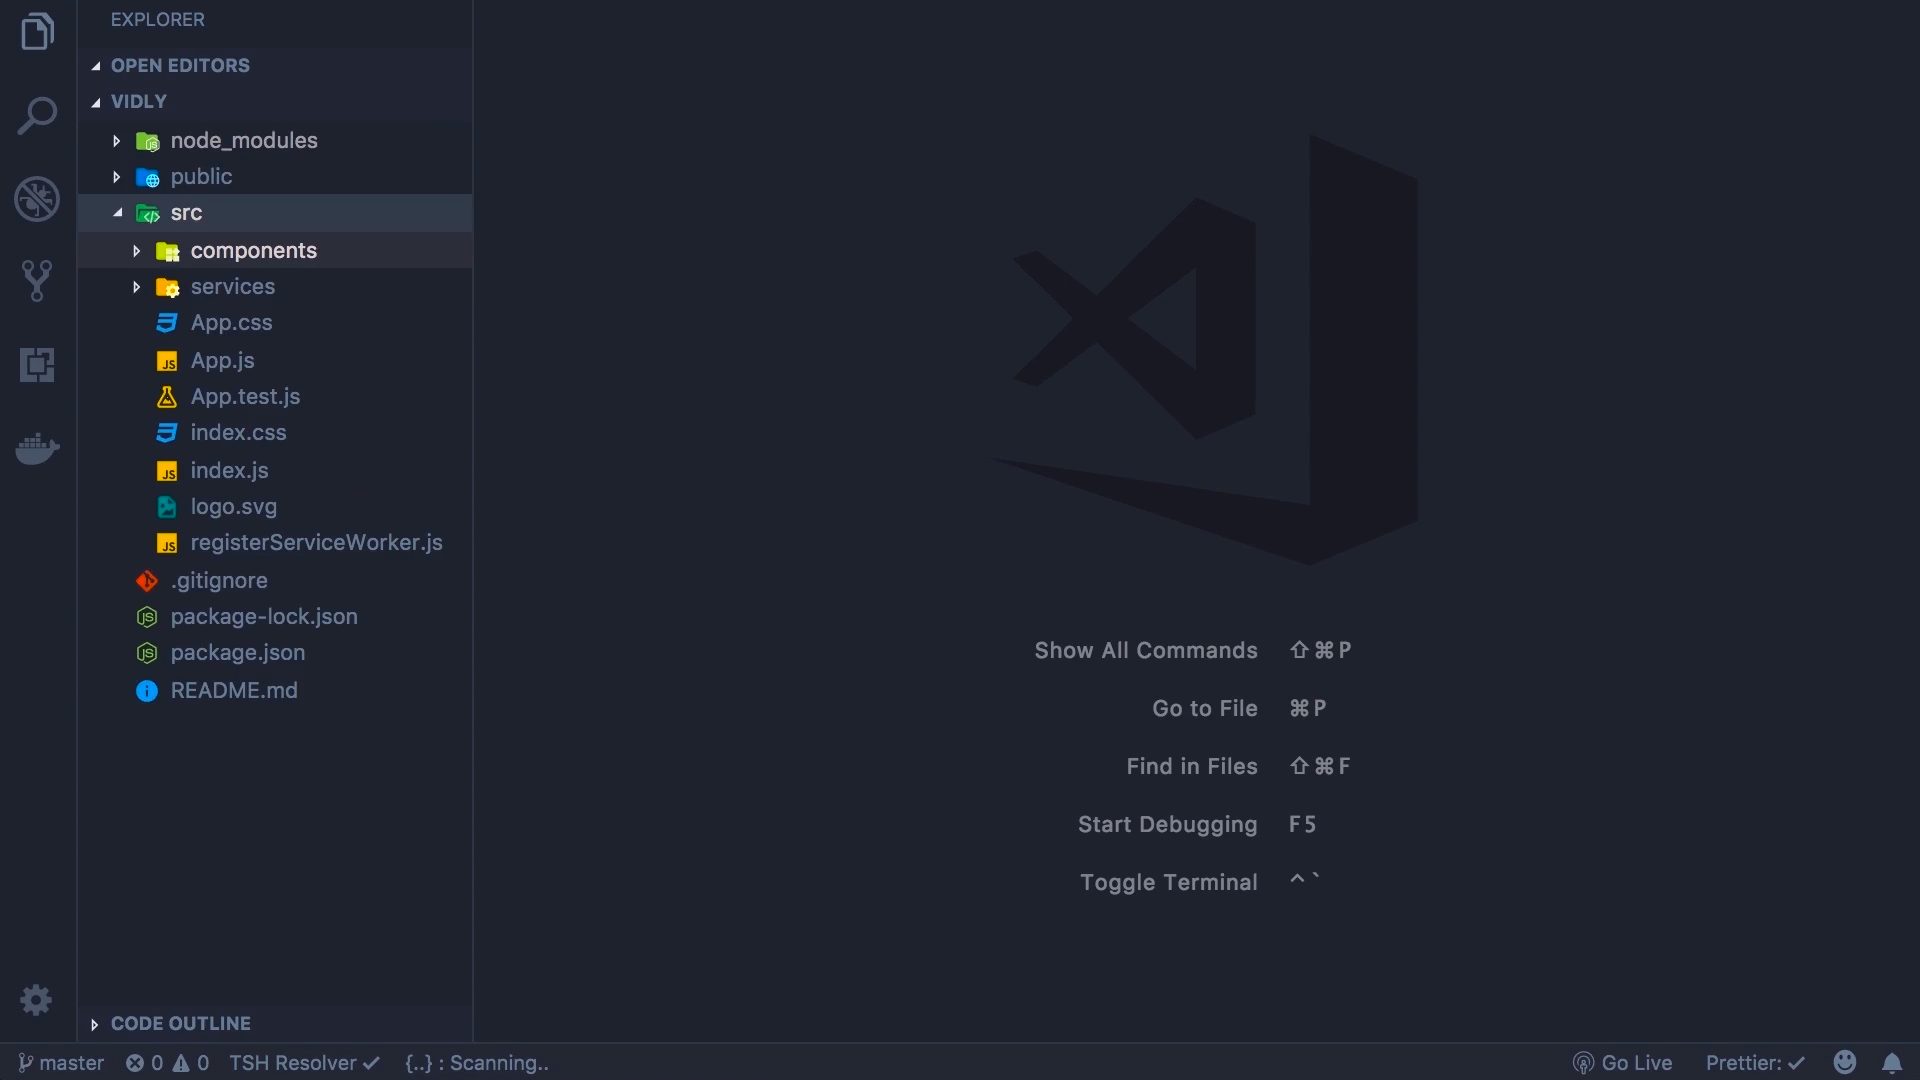 EXPLORER
OPEN EDITORS
VIDLY
node_modules
public
src
components
services
App.css
App.js
App.test.js
index.css
index.js
logo.svg
registerServiceWorker.js
.gitignore
package-lock.json
package.json
README.md
CODE OUTLINE
Show All Commands ⇧⌘P
Go to File ⌘P
Find in Files ⇧⌘F
Start Debugging F5
Toggle Terminal ^`
master 0 0 TSH Resolver ✓ {..} : Scanning.. Go Live Prettier: ✓